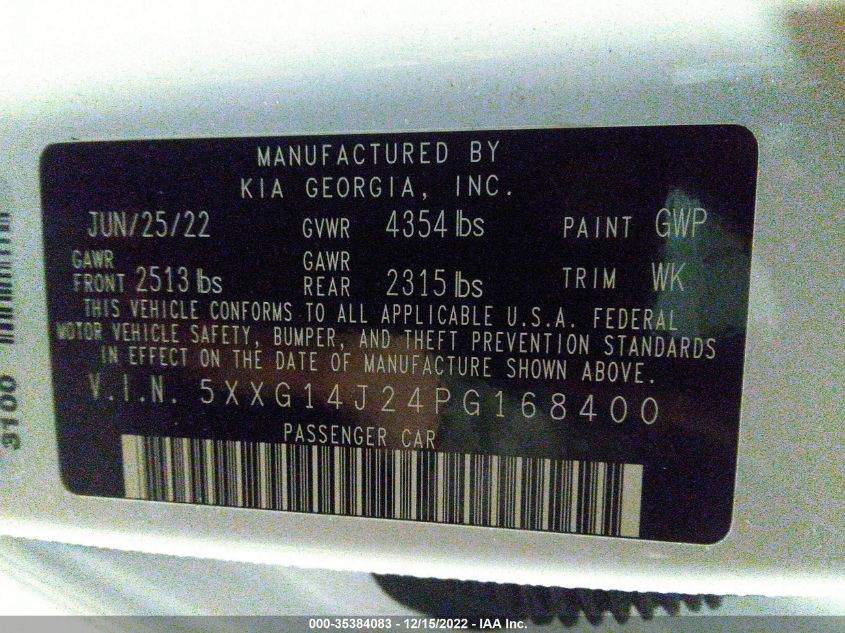 MANUFACTURED BY
KIA GEORGIA, INC.
JUN/25/22 GVWR 4354 lbs PAINT GWP
GAWR FRONT 2513 lbs GAWR REAR 2315 lbs TRIM WK
THIS VEHICLE CONFORMS TO ALL APPLICABLE U.S.A. FEDERAL
MOTOR VEHICLE SAFETY, BUMPER, AND THEFT PREVENTION STANDARDS
IN EFFECT ON THE DATE OF MANUFACTURE SHOWN ABOVE.
V.I.N. 5XXG14J24PG168400
PASSENGER CAR
3100
000-35384083 - 12/15/2022 - IAA Inc.